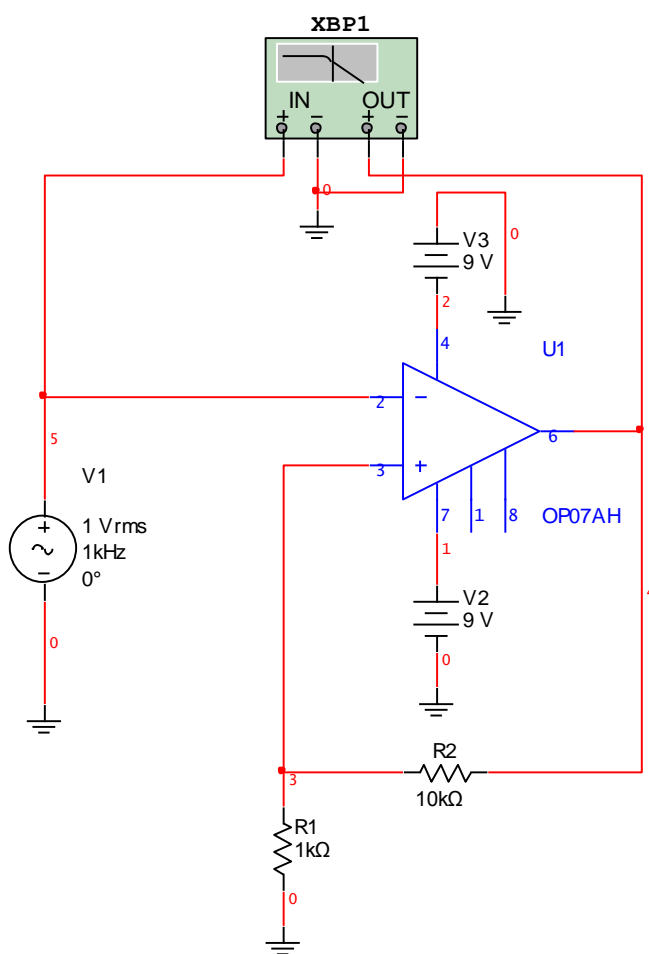 XBP1
IN OUT
+ − + −
0
V3
9 V
0
2
4
U1
2 −
6
3 +
5
V1
+
1 Vrms
1kHz
0°
−
7 1 8
OP07AH
1
V2
9 V
4
0
0
R2
3
10kΩ
R1
1kΩ
0